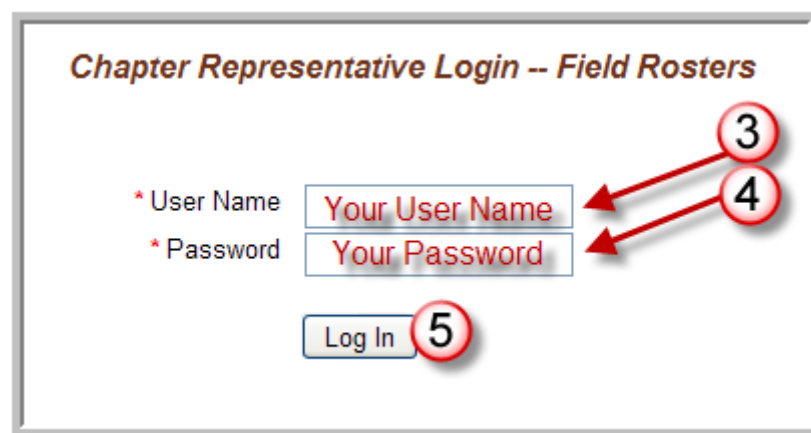 Chapter Representative Login -- Field Rosters
3
* User Name Your User Name
4
* Password Your Password
Log In 5